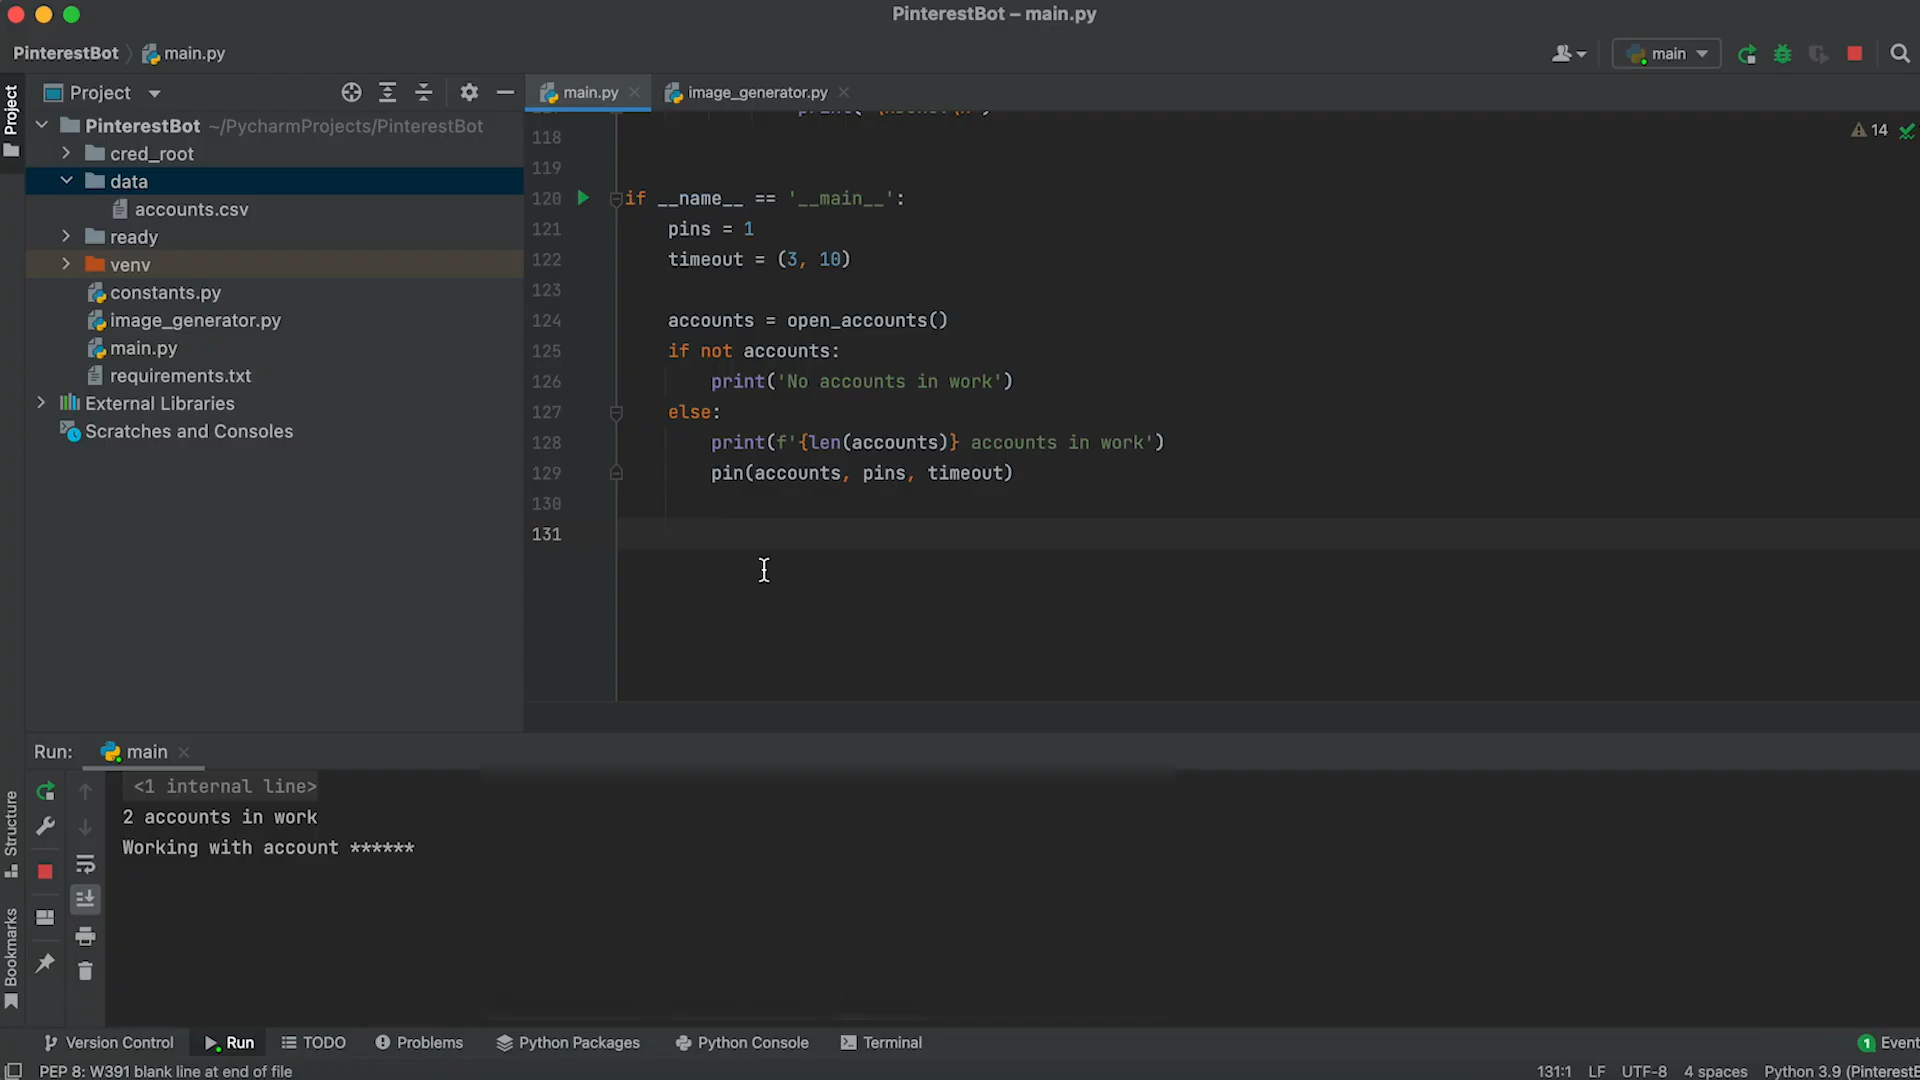 PinterestBot – main.py
PinterestBot main.py
main
Project
main.py
image_generator.py
Project
PinterestBot ~/PycharmProjects/PinterestBot
cred_root
data
accounts.csv
ready
venv
constants.py
image_generator.py
main.py
requirements.txt
External Libraries
Scratches and Consoles
14
118
119
120 if __name__ == '__main__':
121 pins = 1
122 timeout = (3, 10)
123
124 accounts = open_accounts()
125 if not accounts:
126 print('No accounts in work')
127 else:
128 print(f'{len(accounts)} accounts in work')
129 pin(accounts, pins, timeout)
130
131
Run: main
<1 internal line>
2 accounts in work
Working with account ******
Structure
Bookmarks
Version Control Run TODO Problems Python Packages Python Console Terminal 1 Event
PEP 8: W391 blank line at end of file 131:1 LF UTF-8 4 spaces Python 3.9 (PinterestB